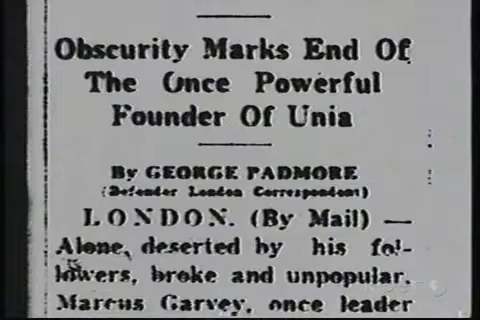 Obscurity Marks End Of
The Once Powerful
Founder Of Unia
By GEORGE PADMORE
(Defender London Correspondent)
LONDON. (By Mail) —
Alone, deserted by his fol-
lowers, broke and unpopular,
Marcus Garvey, once leader